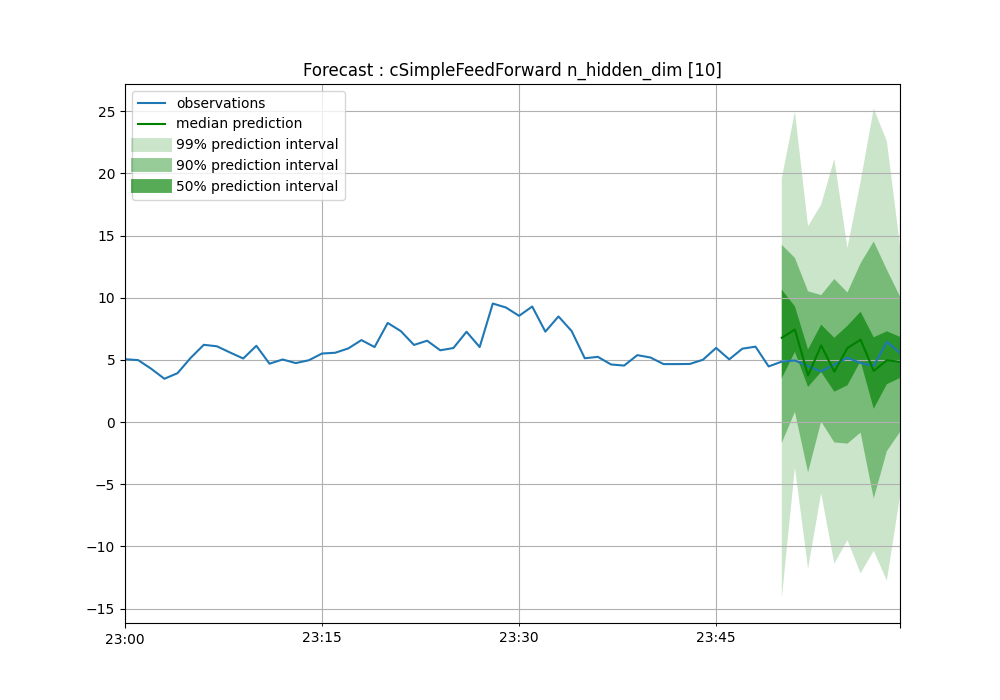 Forecast : cSimpleFeedForward n_hidden_dim [10]
observations
median prediction
99% prediction interval
90% prediction interval
50% prediction interval
25
20
15
10
5
0
−5
−10
−15
23:00
23:15
23:30
23:45